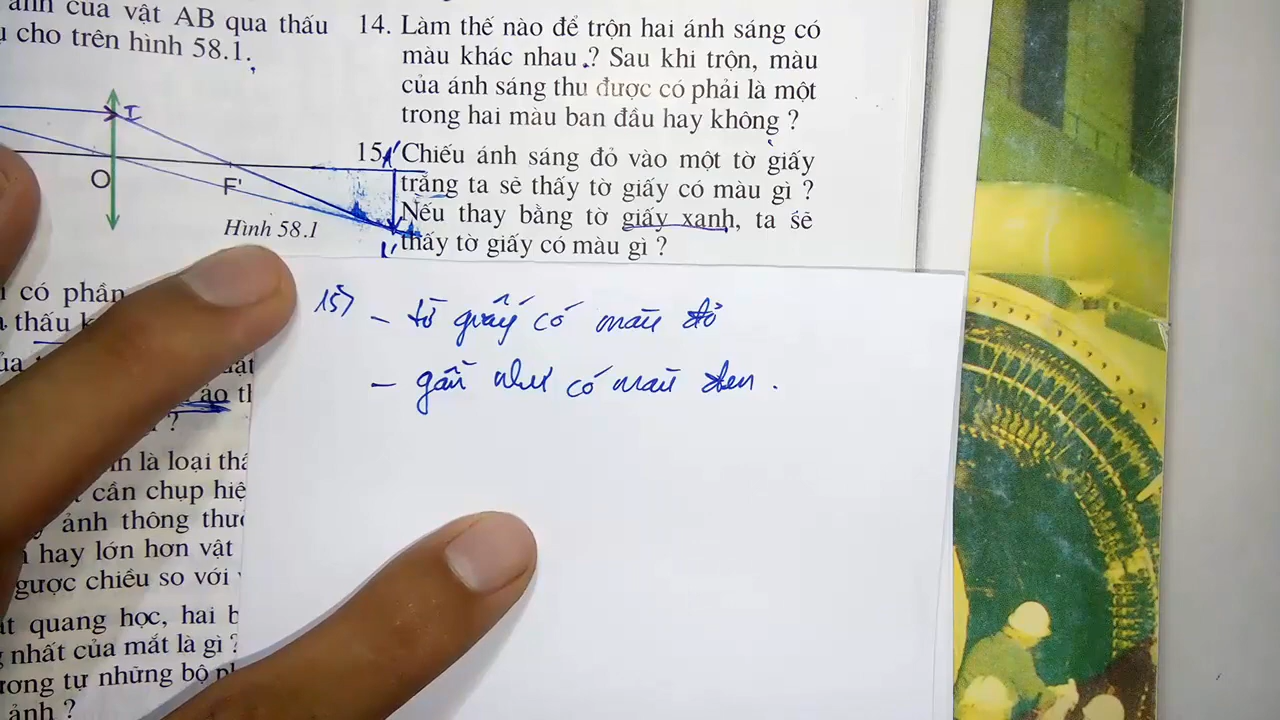 ảnh của vật AB qua thấu
cho trên hình 58.1.
I
O
F'
A'
Hình 58.1
có phần
thấu
ảo
?
là loại
cần chụp
ảnh thông
hay lớn hơn vật
gược chiều so với
quang học, hai
nhất của mắt là gì ?
ương tự những bộ
ảnh ?
14. Làm thế nào để trộn hai ánh sáng có
màu khác nhau ? Sau khi trộn, màu
của ánh sáng thu được có phải là một
trong hai màu ban đầu hay không ?
15. Chiếu ánh sáng đỏ vào một tờ giấy
trắng ta sẽ thấy tờ giấy có màu gì ?
Nếu thay bằng tờ giấy xanh, ta sẽ
thấy tờ giấy có màu gì ?
15) - tờ giấy có màu đỏ
- gần như có màu đen.